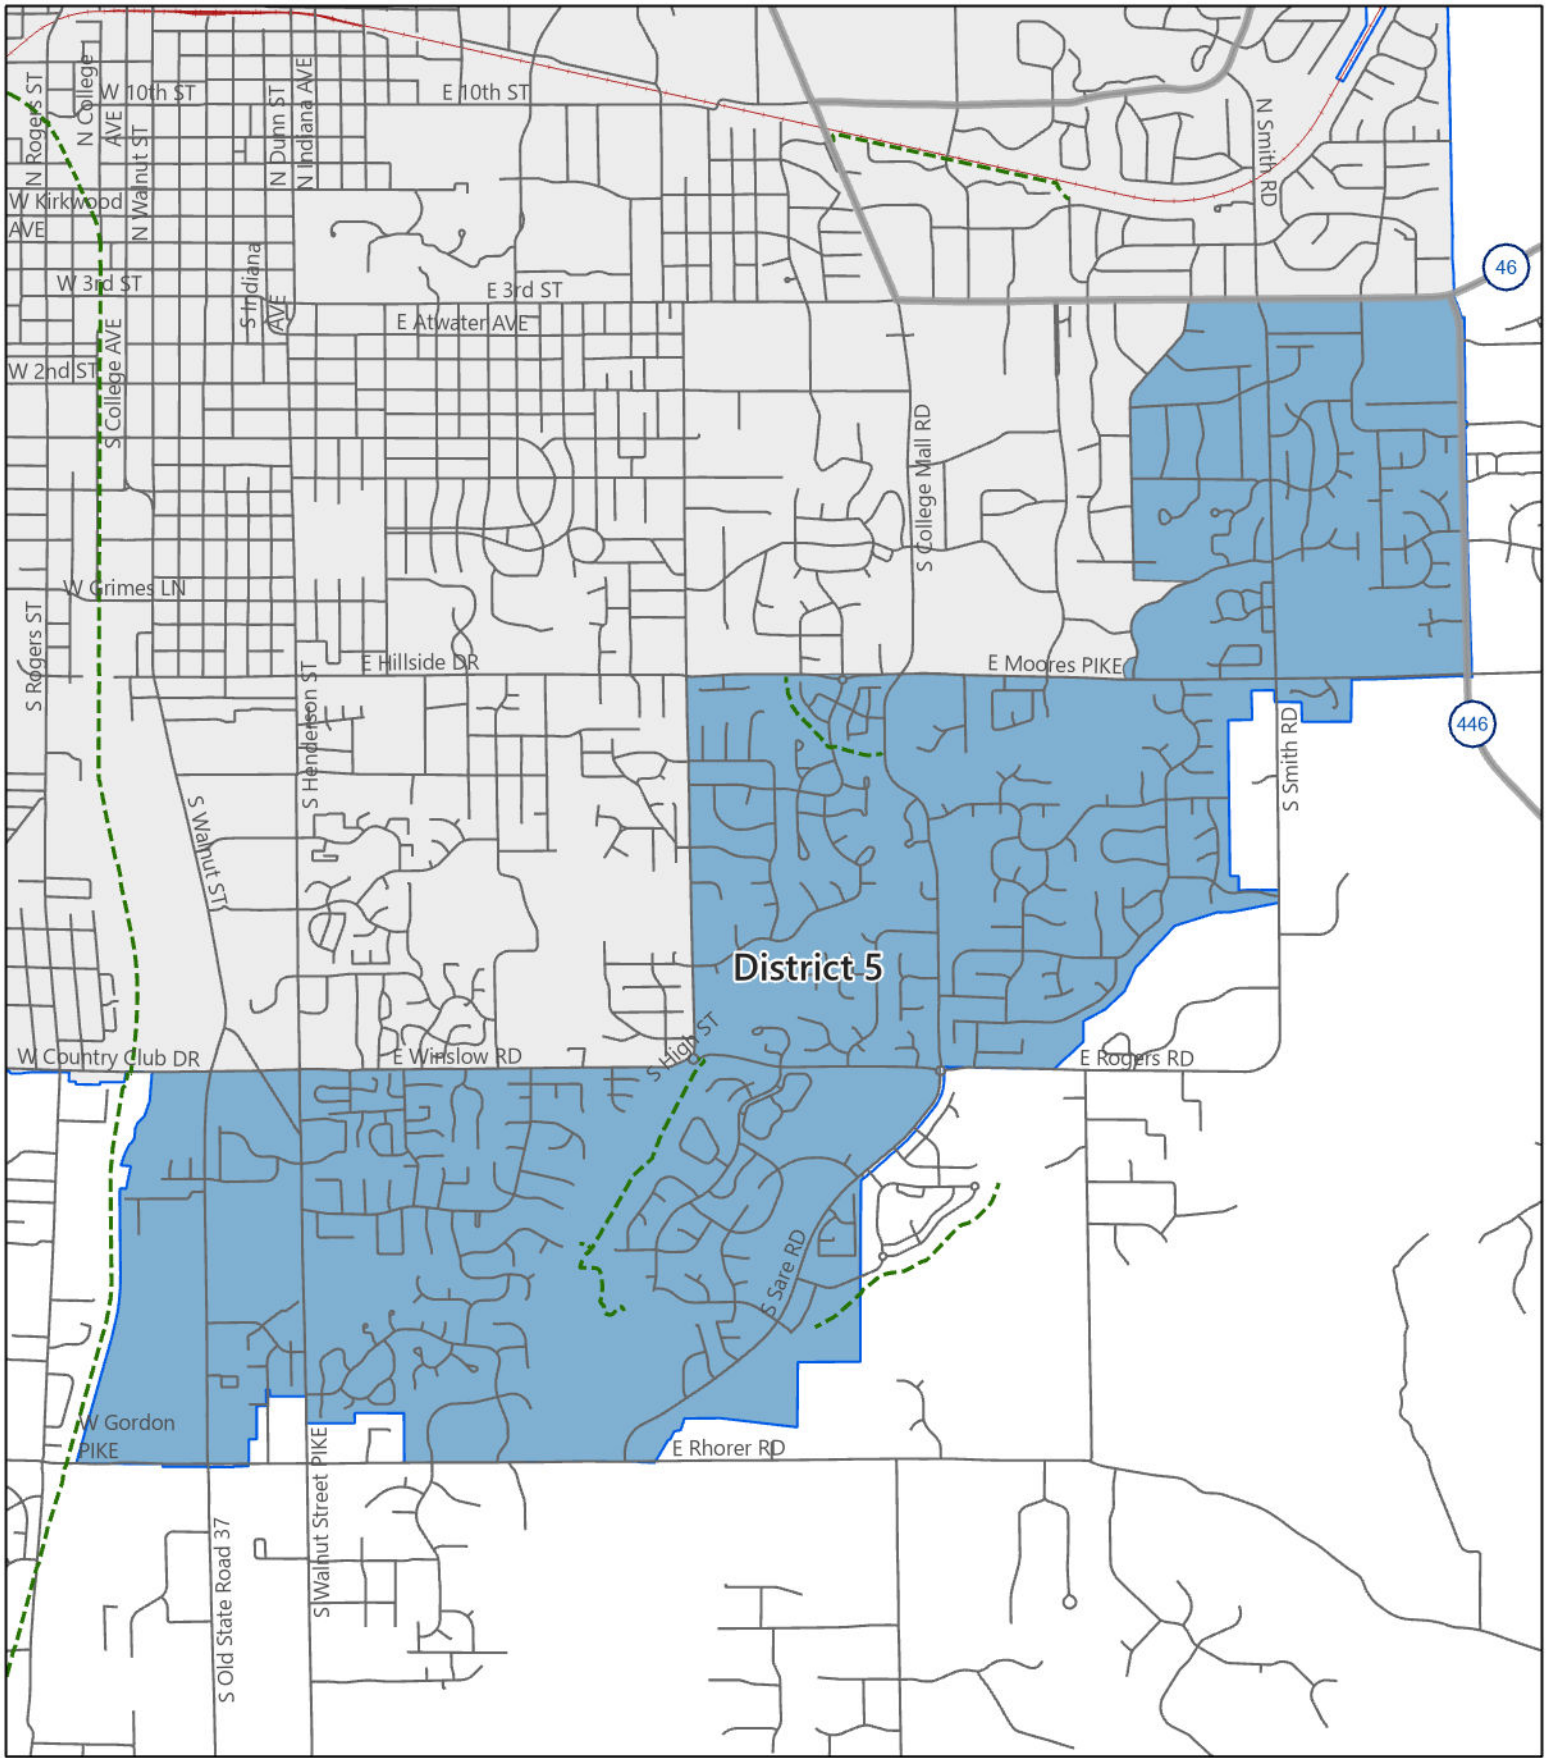 N Rogers ST
N College
AVE
W 10th ST
N Walnut ST
N Dunn ST
N Indiana AVE
E 10th ST
N Smith RD
W Kirkwood
AVE
46
W 3rd ST
S Indiana
AVE
E 3rd ST
E Atwater AVE
W 2nd ST
S College AVE
S College Mall RD
W Grimes LN
S Rogers ST
E Hillside DR
E Moores PIKE
S Henderson ST
446
S Smith RD
S Walnut ST
District 5
W Country Club DR
E Winslow RD
S High ST
E Rogers RD
S Sare RD
W Gordon
PIKE
E Rhorer RD
S Walnut Street PIKE
S Old State Road 37